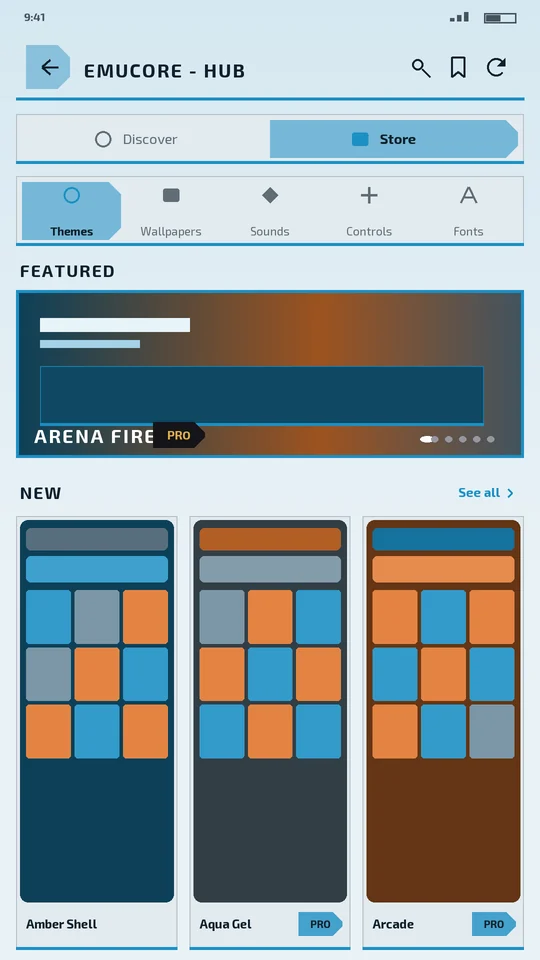 9:41
EMUCORE - HUB
Discover
Store
Themes
Wallpapers
Sounds
Controls
Fonts
FEATURED
ARENA FIRE
PRO
NEW
See all
Amber Shell
Aqua Gel
PRO
Arcade
PRO